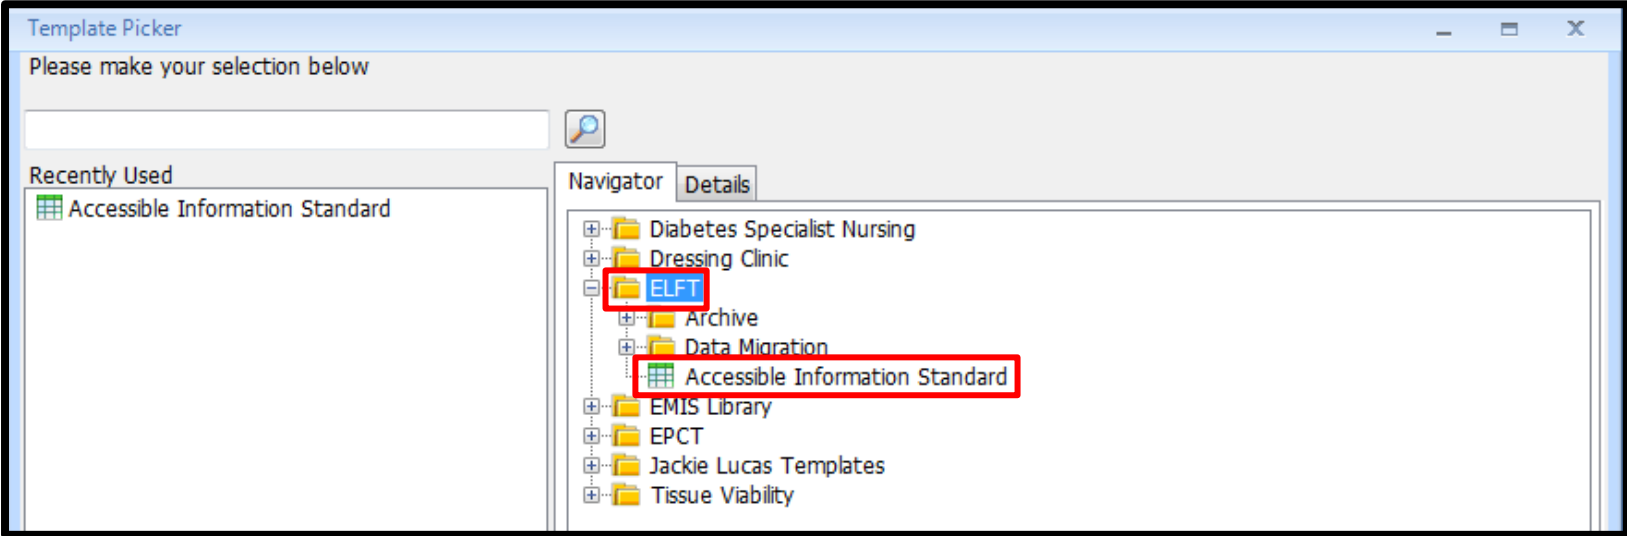 Template Picker
Please make your selection below
Recently Used
Accessible Information Standard
Navigator
Details
Diabetes Specialist Nursing
Dressing Clinic
ELFT
Archive
Data Migration
Accessible Information Standard
EMIS Library
EPCT
Jackie Lucas Templates
Tissue Viability